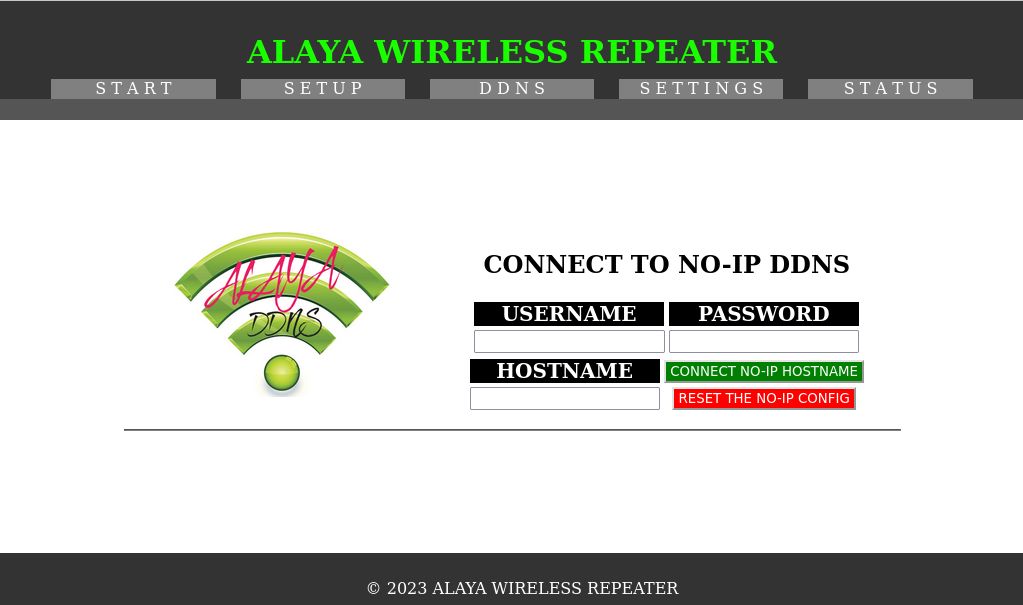 ALAYA WIRELESS REPEATER
START SETUP DDNS SETTINGS STATUS
ALAYA
DDNS
CONNECT TO NO-IP DDNS
USERNAME PASSWORD
HOSTNAME CONNECT NO-IP HOSTNAME
RESET THE NO-IP CONFIG
© 2023 ALAYA WIRELESS REPEATER